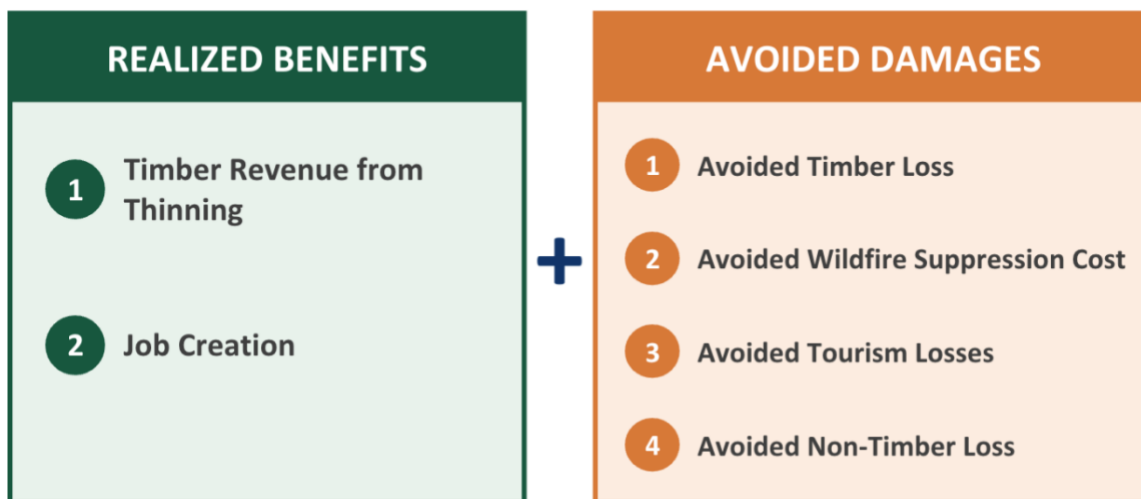 REALIZED BENEFITS
1
Timber Revenue from
Thinning
2
Job Creation
+
AVOIDED DAMAGES
1
Avoided Timber Loss
2
Avoided Wildfire Suppression Cost
3
Avoided Tourism Losses
4
Avoided Non-Timber Loss